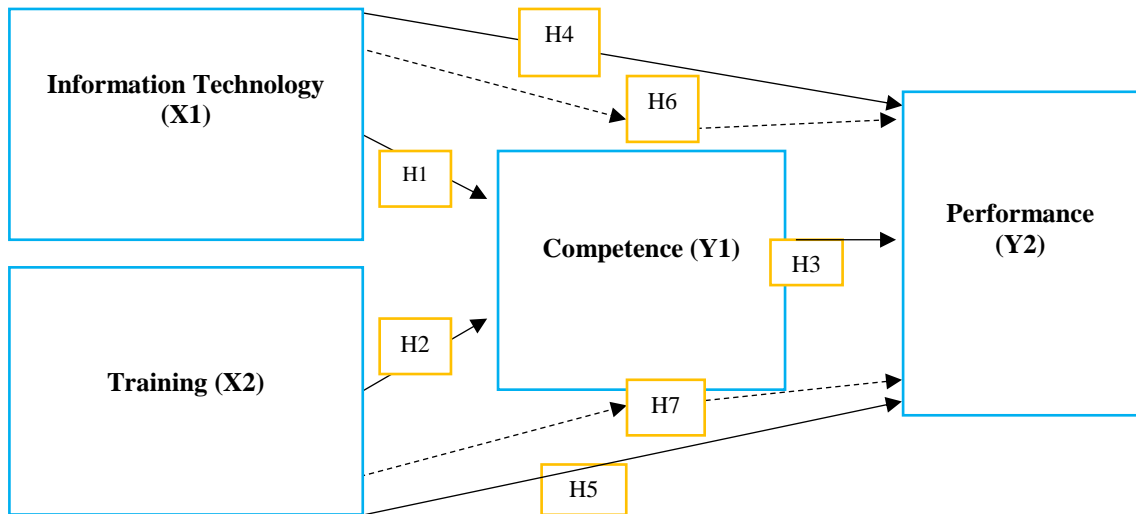 H4
Information Technology
(X1)
H6
H1
Performance
(Y2)
Competence (Y1)
H3
H2
Training (X2)
H7
H5